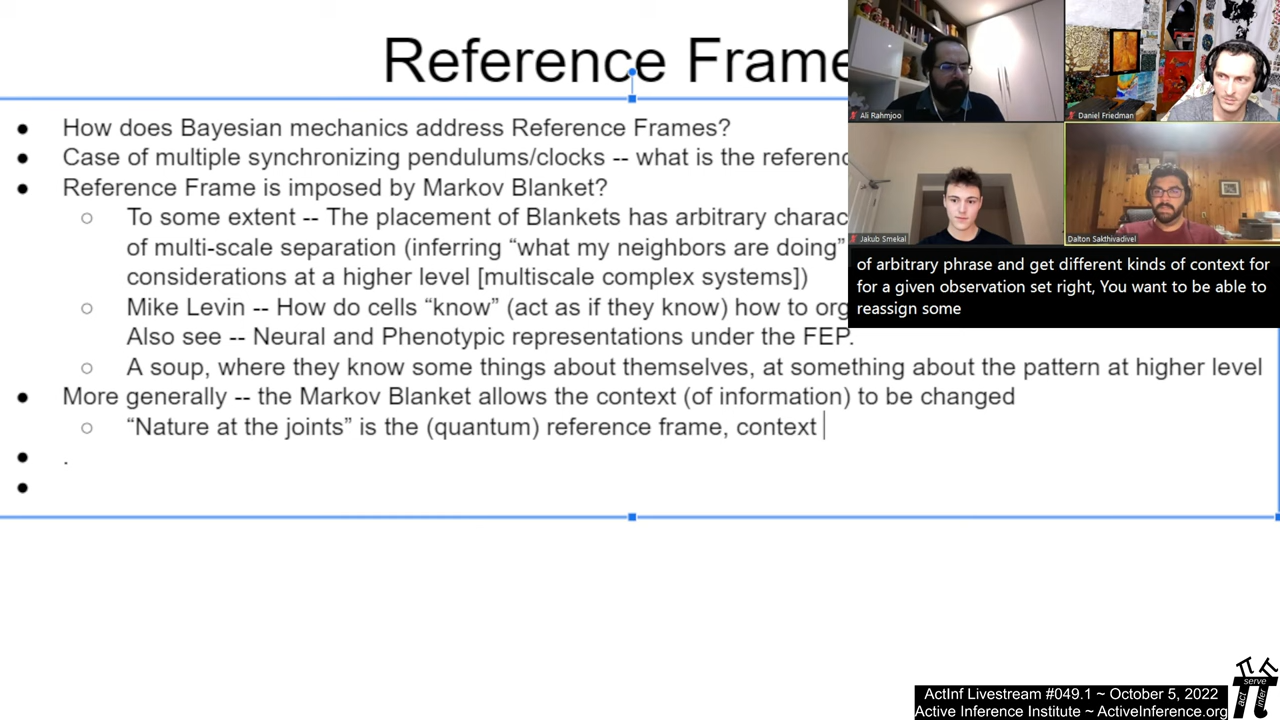 Reference Frame
● How does Bayesian mechanics address Reference Frames?
● Case of multiple synchronizing pendulums/clocks -- what is the referenc
● Reference Frame is imposed by Markov Blanket?
○ To some extent -- The placement of Blankets has arbitrary charac
of multi-scale separation (iiferring “what my neighbors are doing”
considerations at a higher level [multiscale complex systems])
○ Mike Levin -- How do cells “know” (act as if they know) how to org
Also see -- Neural and Phenotypic representations under the FEP.
○ A soup, where they know some things about themselves, at something about the pattern at higher level
● More generally -- the Markov Blanket allows the context (of information) to be changed
○ “Nature at the joints” is the (quantum) reference frame, context
● .
●
Ali Rahmjoo
Daniel Friedman
Jakub Smekal
Dalton Sakthivadivel
of arbitrary phrase and get different kinds of context for
for a given observation set right, You want to be able to
reassign some
ActInf Livestream #049.1 ~ October 5, 2022
Active Inference Institute ~ ActiveInference.org
serve
act
infer